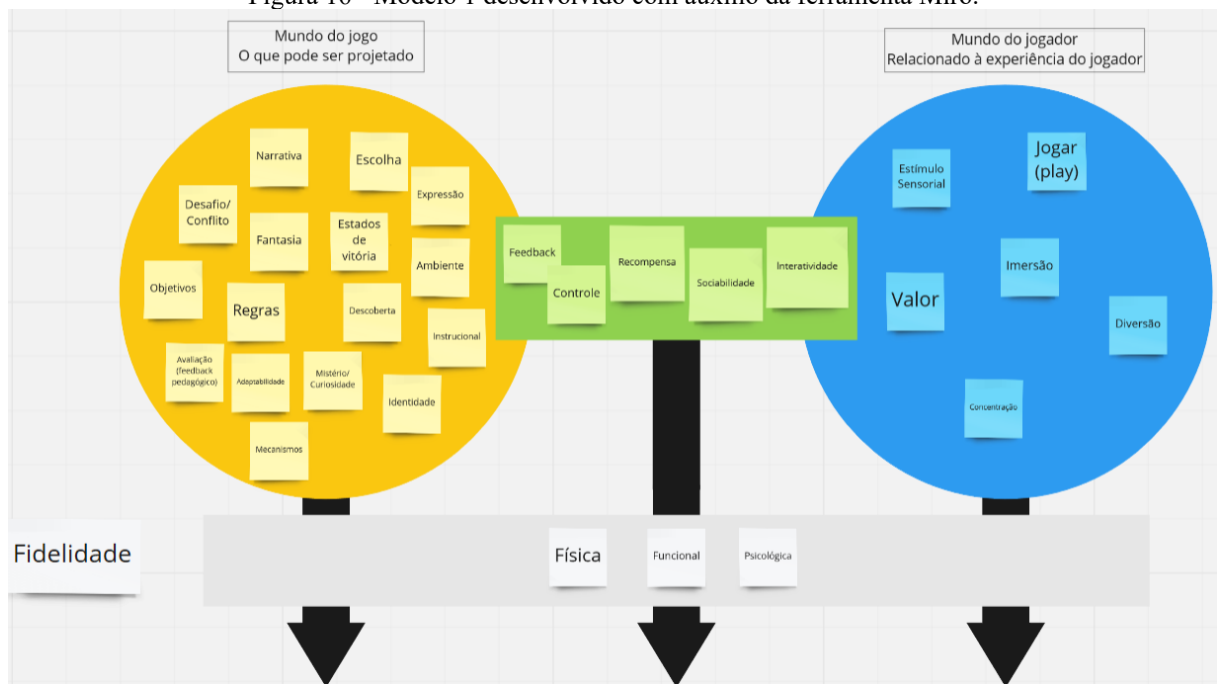 Figura 16 - Modelo 1 desenvolvido com auxílio da ferramenta Miro.
Mundo do jogo
O que pode ser projetado
Mundo do jogador
Relacionado à experiência do jogador
Narrativa
Escolha
Expressão
Desafio/
Conflito
Fantasia
Estados
de
vitória
Ambiente
Objetivos
Regras
Descoberta
Instrucional
Avaliação
(feedback
pedagógico)
Adaptabilidade
Mistério/
Curiosidade
Identidade
Mecanismos
Feedback
Controle
Recompensa
Sociabilidade
Interatividade
Estímulo
Sensorial
Jogar
(play)
Imersão
Valor
Diversão
Concentração
Fidelidade
Física
Funcional
Psicológica